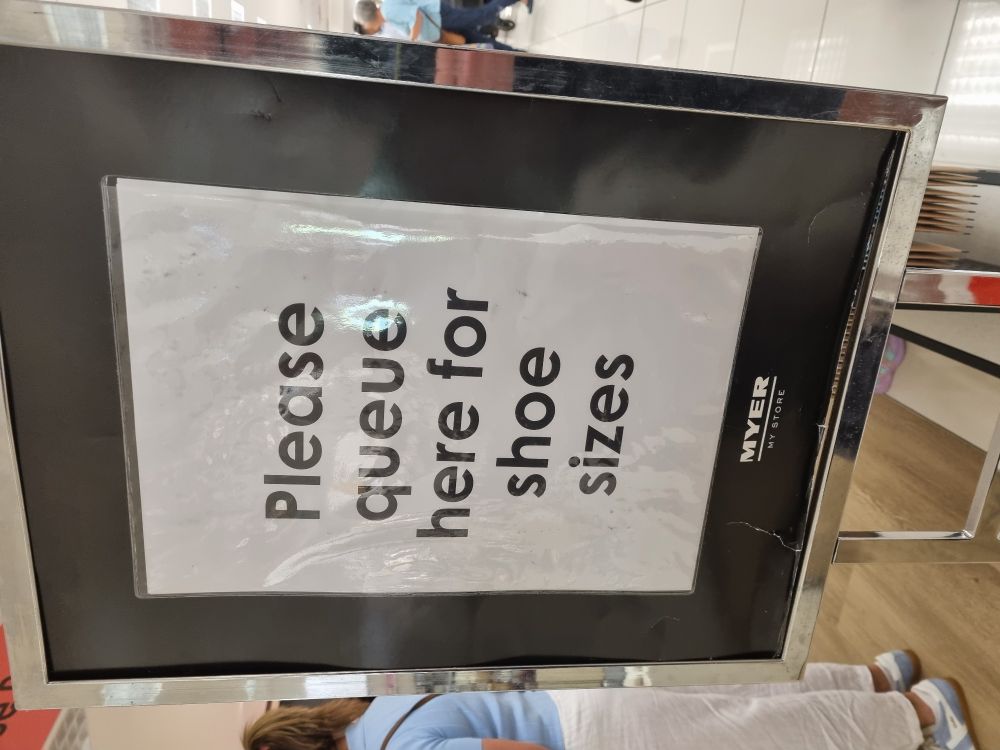 Please
queue
here for
shoe
sizes
MYER
MY STORE